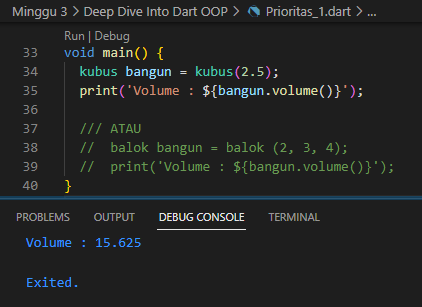 Minggu 3 > Deep Dive Into Dart OOP > Prioritas_1.dart > ...
Run | Debug
33 void main() {
34   kubus bangun = kubus(2.5);
35   print('Volume : ${bangun.volume()}');
36
37   /// ATAU
38   //  balok bangun = balok (2, 3, 4);
39   //  print('Volume : ${bangun.volume()}');
40 }
PROBLEMS OUTPUT DEBUG CONSOLE TERMINAL
Volume : 15.625
Exited.